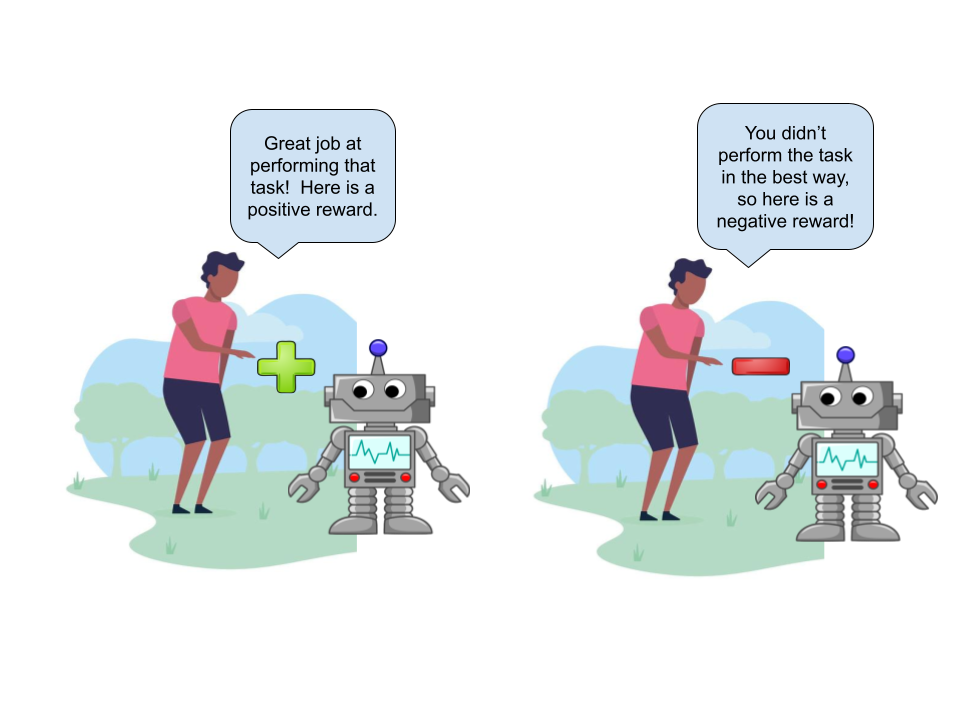 Great job at
performing that
task!  Here is a
positive reward.
You didn’t
perform the task
in the best way,
so here is a
negative reward!